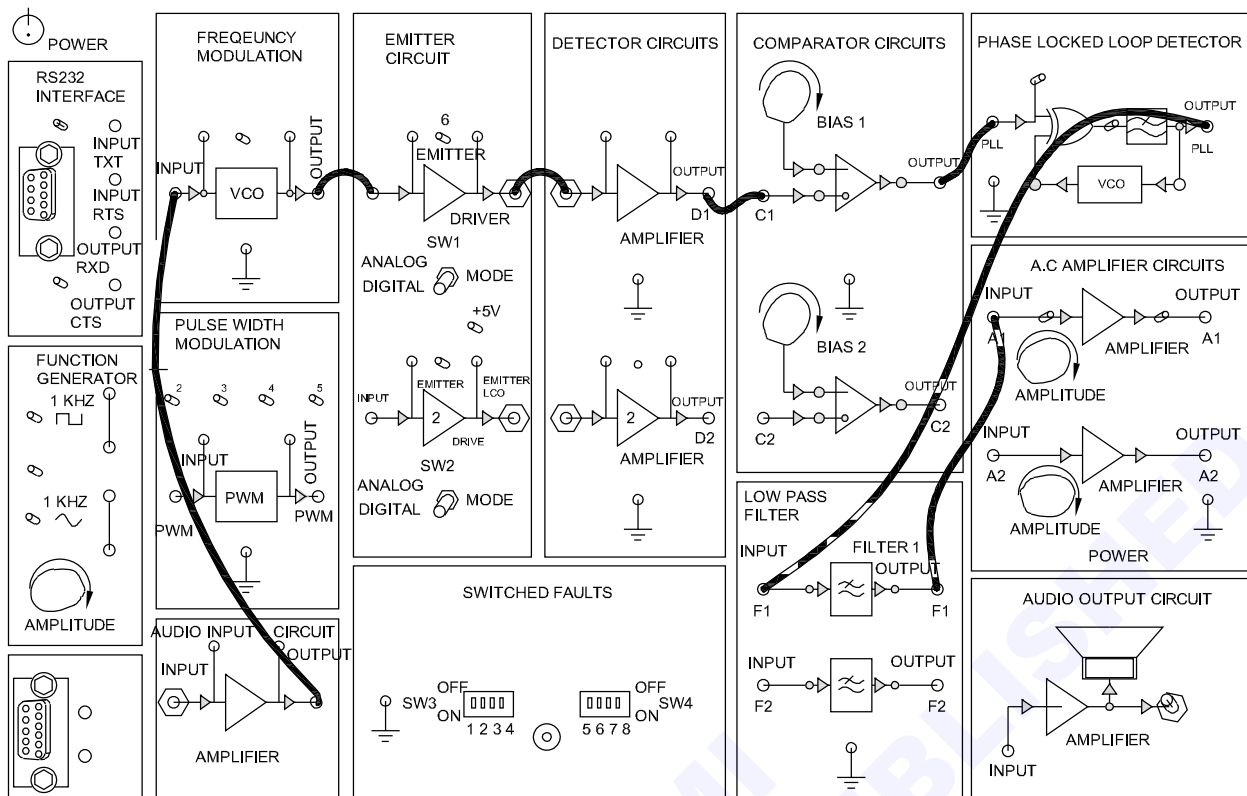 POWER
RS232
INTERFACE
INPUT
TXT
INPUT
RTS
OUTPUT
RXD
OUTPUT
CTS
FUNCTION
GENERATOR
1 KHZ
1 KHZ
AMPLITUDE
FREQEUNCY
MODULATION
INPUT
VCO
OUTPUT
PULSE WIDTH
MODULATION
2
3
4
5
INPUT
OUTPUT
PWM
PWM
PWM
AUDIO INPUT CIRCUIT
INPUT
OUTPUT
AMPLIFIER
EMITTER
CIRCUIT
6
EMITTER
DRIVER
SW1
ANALOG
DIGITAL
MODE
+5V
INPUT
EMITTER
EMITTER
LCO
2
DRIVE
SW2
ANALOG
DIGITAL
MODE
DETECTOR CIRCUITS
OUTPUT
D1
AMPLIFIER
2
OUTPUT
D2
AMPLIFIER
SWITCHED FAULTS
SW3
OFF
ON
1 2 3 4
OFF
SW4
ON
5 6 7 8
COMPARATOR CIRCUITS
BIAS 1
OUTPUT
C1
BIAS 2
OUTPUT
C2
C2
LOW PASS
FILTER
INPUT
FILTER 1
OUTPUT
F1
F1
INPUT
OUTPUT
F2
F2
PHASE LOCKED LOOP DETECTOR
OUTPUT
PLL
PLL
VCO
A.C AMPLIFIER CIRCUITS
INPUT
OUTPUT
A1
A1
AMPLIFIER
AMPLITUDE
INPUT
OUTPUT
A2
A2
AMPLIFIER
AMPLITUDE
POWER
AUDIO OUTPUT CIRCUIT
AMPLIFIER
INPUT